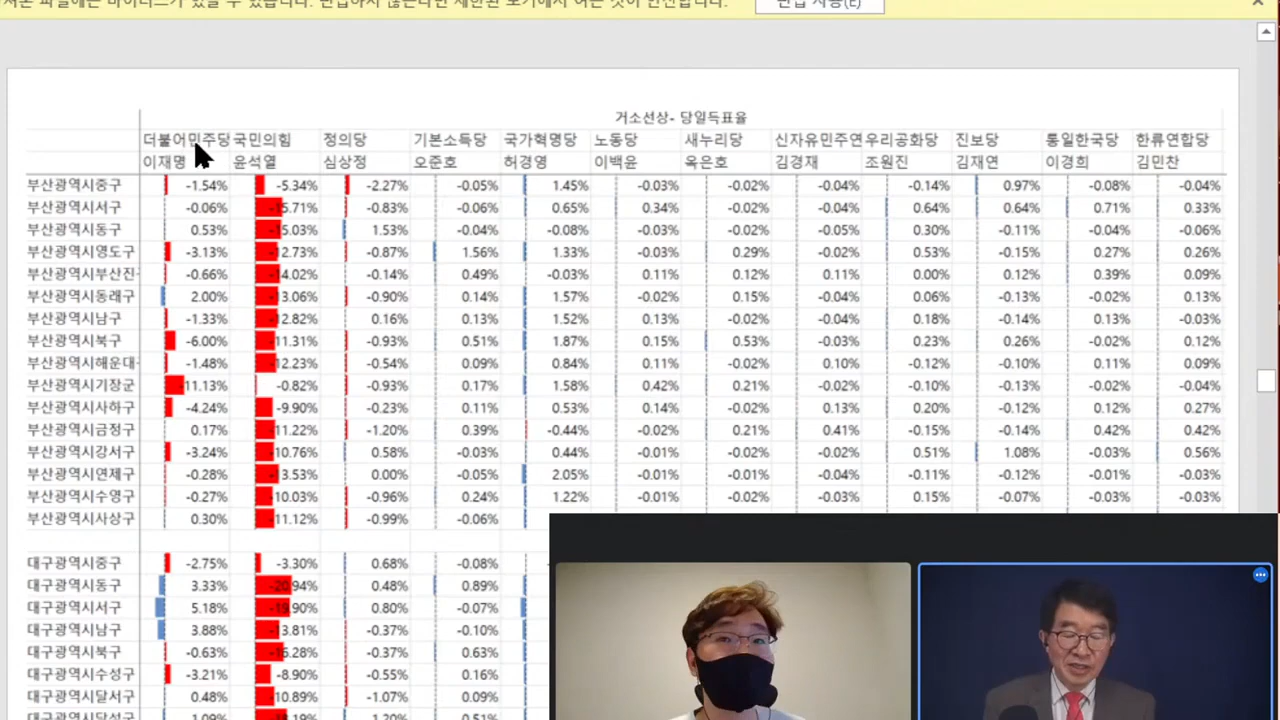 거소선상- 당일득표율
더불어민주당 국민의힘 정의당 기본소득당 국가혁명당 노동당 새누리당 신자유민주연 우리공화당 진보당 통일한국당 한류연합당
이재명 윤석열 심상정 오준호 허경영 이백윤 옥은호 김경재 조원진 김재연 이경희 김민찬
부산광역시중구 -1.54% -5.34% -2.27% -0.05% 1.45% -0.03% -0.02% -0.04% -0.14% 0.97% -0.08% -0.04%
부산광역시서구 -0.06% -15.71% -0.83% -0.06% 0.65% 0.34% -0.02% -0.04% 0.64% 0.64% 0.71% 0.33%
부산광역시동구 0.53% -15.03% 1.53% -0.04% -0.08% -0.03% -0.02% -0.05% 0.30% -0.11% -0.04% -0.06%
부산광역시영도구 -3.13% -12.73% -0.87% 1.56% 1.33% -0.03% 0.29% -0.02% 0.53% -0.15% 0.27% 0.26%
부산광역시부산진 -0.66% -14.02% -0.14% 0.49% -0.03% 0.11% 0.12% 0.11% 0.00% 0.12% 0.39% 0.09%
부산광역시동래구 2.00% -13.06% -0.90% 0.14% 1.57% -0.02% 0.15% -0.04% 0.06% -0.13% -0.02% 0.13%
부산광역시남구 -1.33% -12.82% 0.16% 0.13% 1.52% 0.13% -0.02% -0.04% 0.18% -0.14% 0.13% -0.03%
부산광역시북구 -6.00% -11.31% -0.93% 0.51% 1.87% 0.15% 0.53% -0.03% 0.23% 0.26% -0.02% 0.12%
부산광역시해운대 -1.48% -12.23% -0.54% 0.09% 0.84% 0.11% -0.02% 0.10% -0.12% -0.10% 0.11% 0.09%
부산광역시기장군 11.13% -0.82% -0.93% 0.17% 1.58% 0.42% 0.21% -0.02% -0.10% -0.13% -0.02% -0.04%
부산광역시사하구 -4.24% -9.90% -0.23% 0.11% 0.53% 0.14% -0.02% 0.13% 0.20% -0.12% 0.12% 0.27%
부산광역시금정구 0.17% -11.22% -1.20% 0.39% -0.44% -0.02% 0.21% 0.41% -0.15% -0.14% 0.42% 0.42%
부산광역시강서구 -3.24% -10.76% 0.58% -0.03% 0.44% -0.01% -0.02% -0.02% 0.51% 1.08% -0.03% 0.56%
부산광역시연제구 -0.28% 0.00% -0.05% 2.05% -0.01% -0.01% -0.04% -0.11% -0.12% -0.01% -0.03%
부산광역시수영구 -0.27% -10.03% -0.96% 0.24% 1.22% -0.01% -0.02% -0.03% 0.15% -0.07% -0.03% -0.03%
부산광역시사상구 0.30% -11.12% -0.99% -0.06%
대구광역시중구 -2.75% -3.30% 0.68% -0.08%
대구광역시동구 3.33% -20.94% 0.48% 0.89%
대구광역시서구 5.18% -19.90% 0.80% -0.07%
대구광역시남구 3.88% -13.81% -0.37% -0.10%
대구광역시북구 -0.63% -15.28% -0.37% 0.63%
대구광역시수성구 -3.21% -8.90% -0.55% 0.16%
대구광역시달서구 0.48% -10.89% -1.07% 0.09%